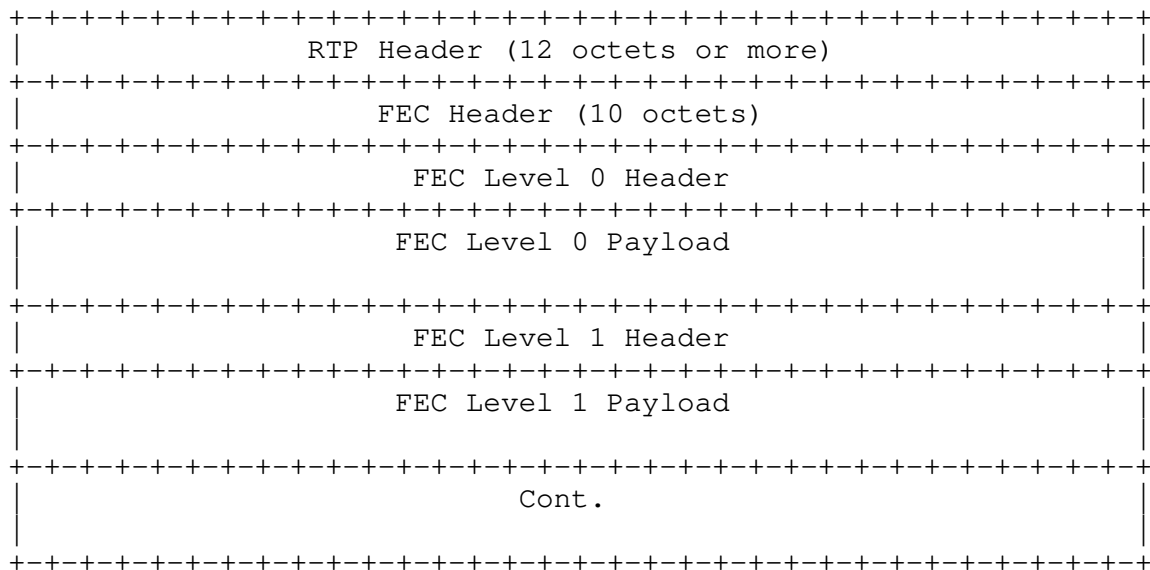 +-+-+-+-+-+-+-+-+-+-+-+-+-+-+-+-+-+-+-+-+-+-+-+-+-+-+-+-+-+-+-+-+
|                RTP Header (12 octets or more)                 |
+-+-+-+-+-+-+-+-+-+-+-+-+-+-+-+-+-+-+-+-+-+-+-+-+-+-+-+-+-+-+-+-+
|                    FEC Header (10 octets)                     |
+-+-+-+-+-+-+-+-+-+-+-+-+-+-+-+-+-+-+-+-+-+-+-+-+-+-+-+-+-+-+-+-+
|                      FEC Level 0 Header                       |
+-+-+-+-+-+-+-+-+-+-+-+-+-+-+-+-+-+-+-+-+-+-+-+-+-+-+-+-+-+-+-+-+
|                     FEC Level 0 Payload                       |
|                                                               |
+-+-+-+-+-+-+-+-+-+-+-+-+-+-+-+-+-+-+-+-+-+-+-+-+-+-+-+-+-+-+-+-+
|                      FEC Level 1 Header                       |
+-+-+-+-+-+-+-+-+-+-+-+-+-+-+-+-+-+-+-+-+-+-+-+-+-+-+-+-+-+-+-+-+
|                     FEC Level 1 Payload                       |
|                                                               |
+-+-+-+-+-+-+-+-+-+-+-+-+-+-+-+-+-+-+-+-+-+-+-+-+-+-+-+-+-+-+-+-+
|                            Cont.                              |
|                                                               |
+-+-+-+-+-+-+-+-+-+-+-+-+-+-+-+-+-+-+-+-+-+-+-+-+-+-+-+-+-+-+-+-+